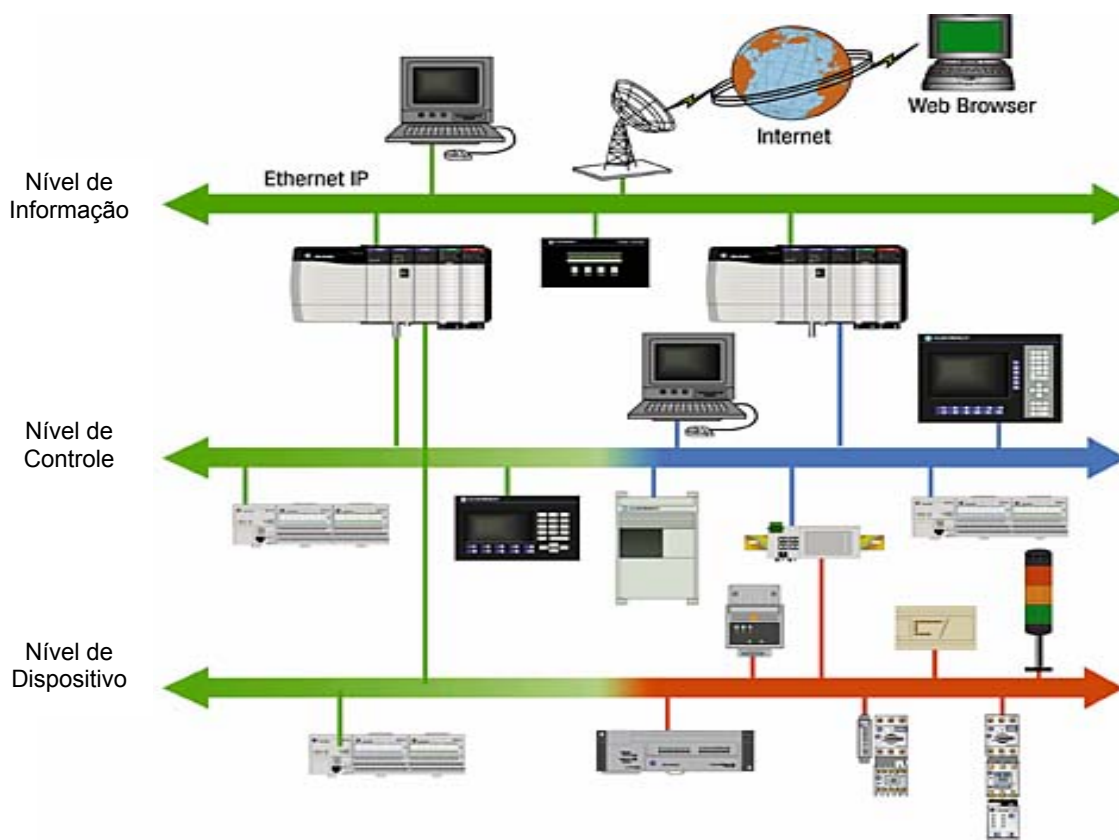 Web Browser
Internet
Nível de
Informação
Ethernet IP
Nível de
Controle
Nível de
Dispositivo